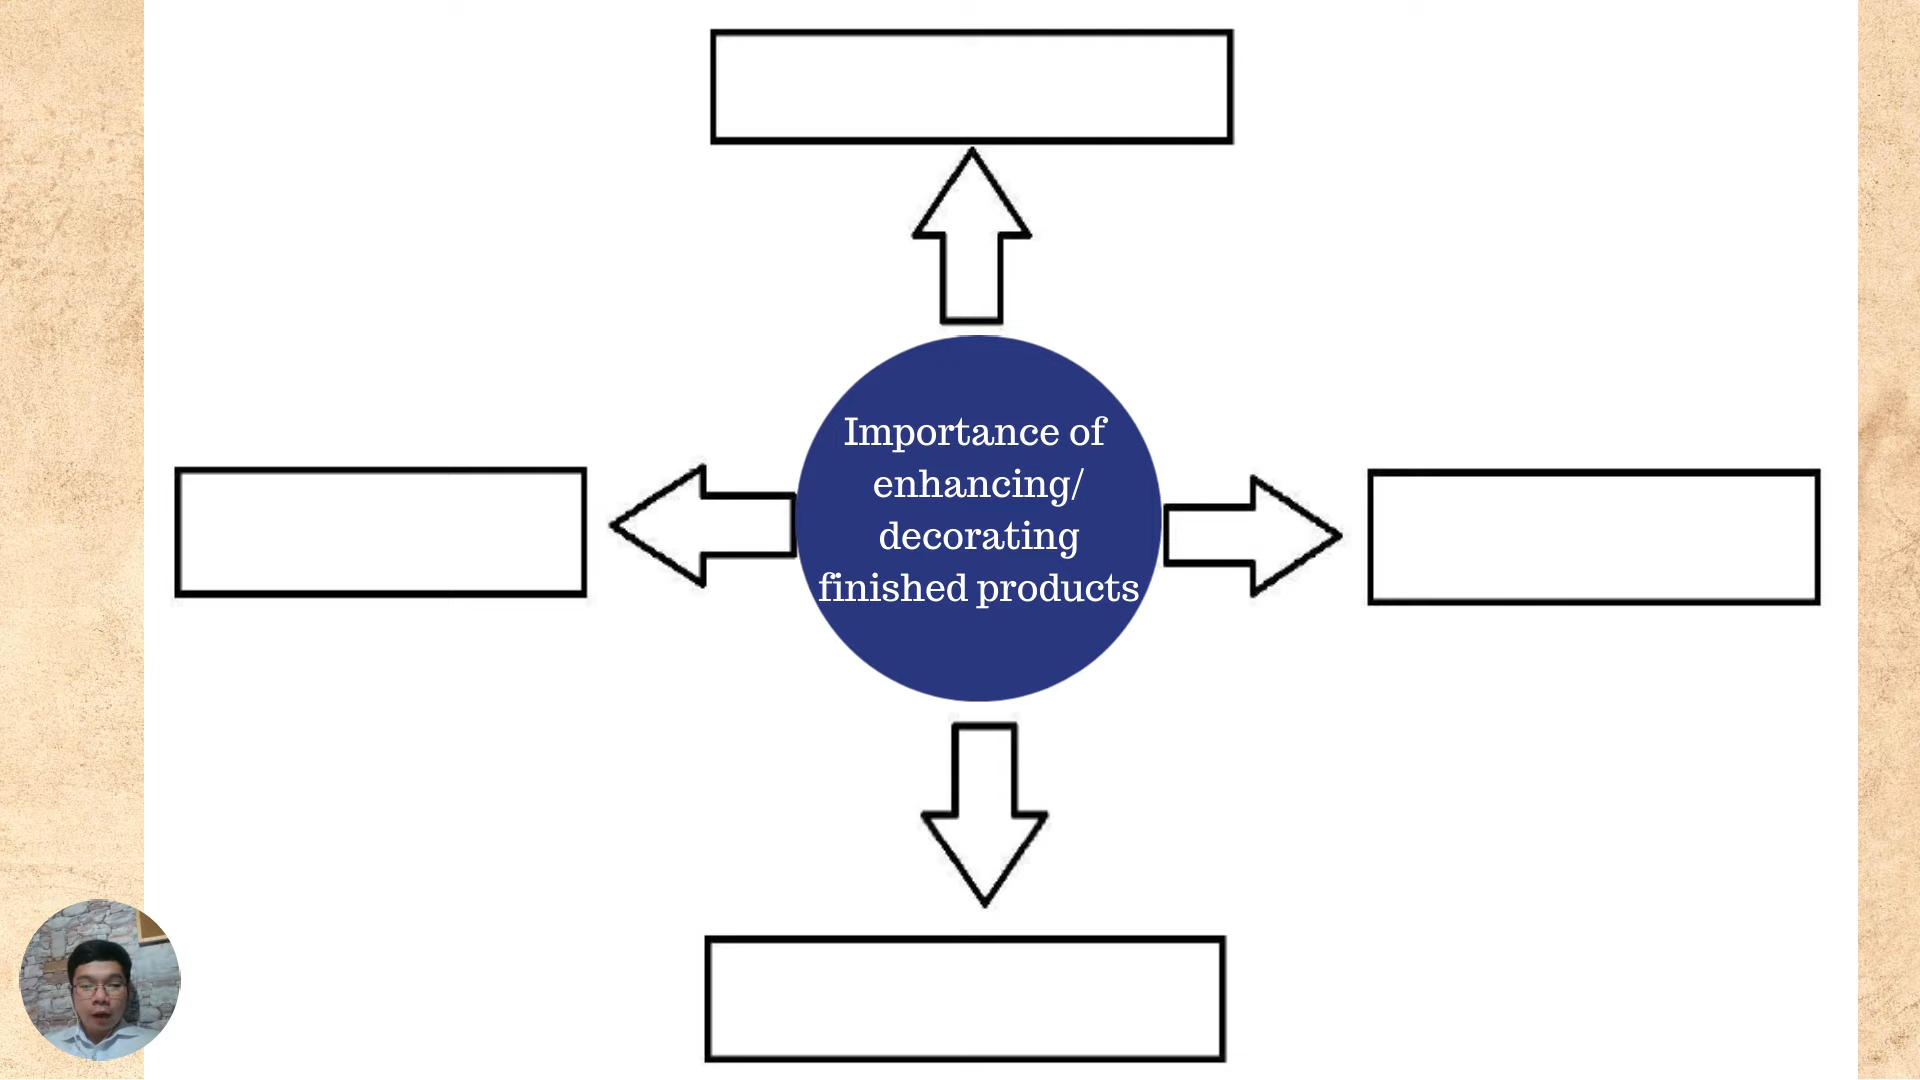 Importance of
enhancing/
decorating
finished products